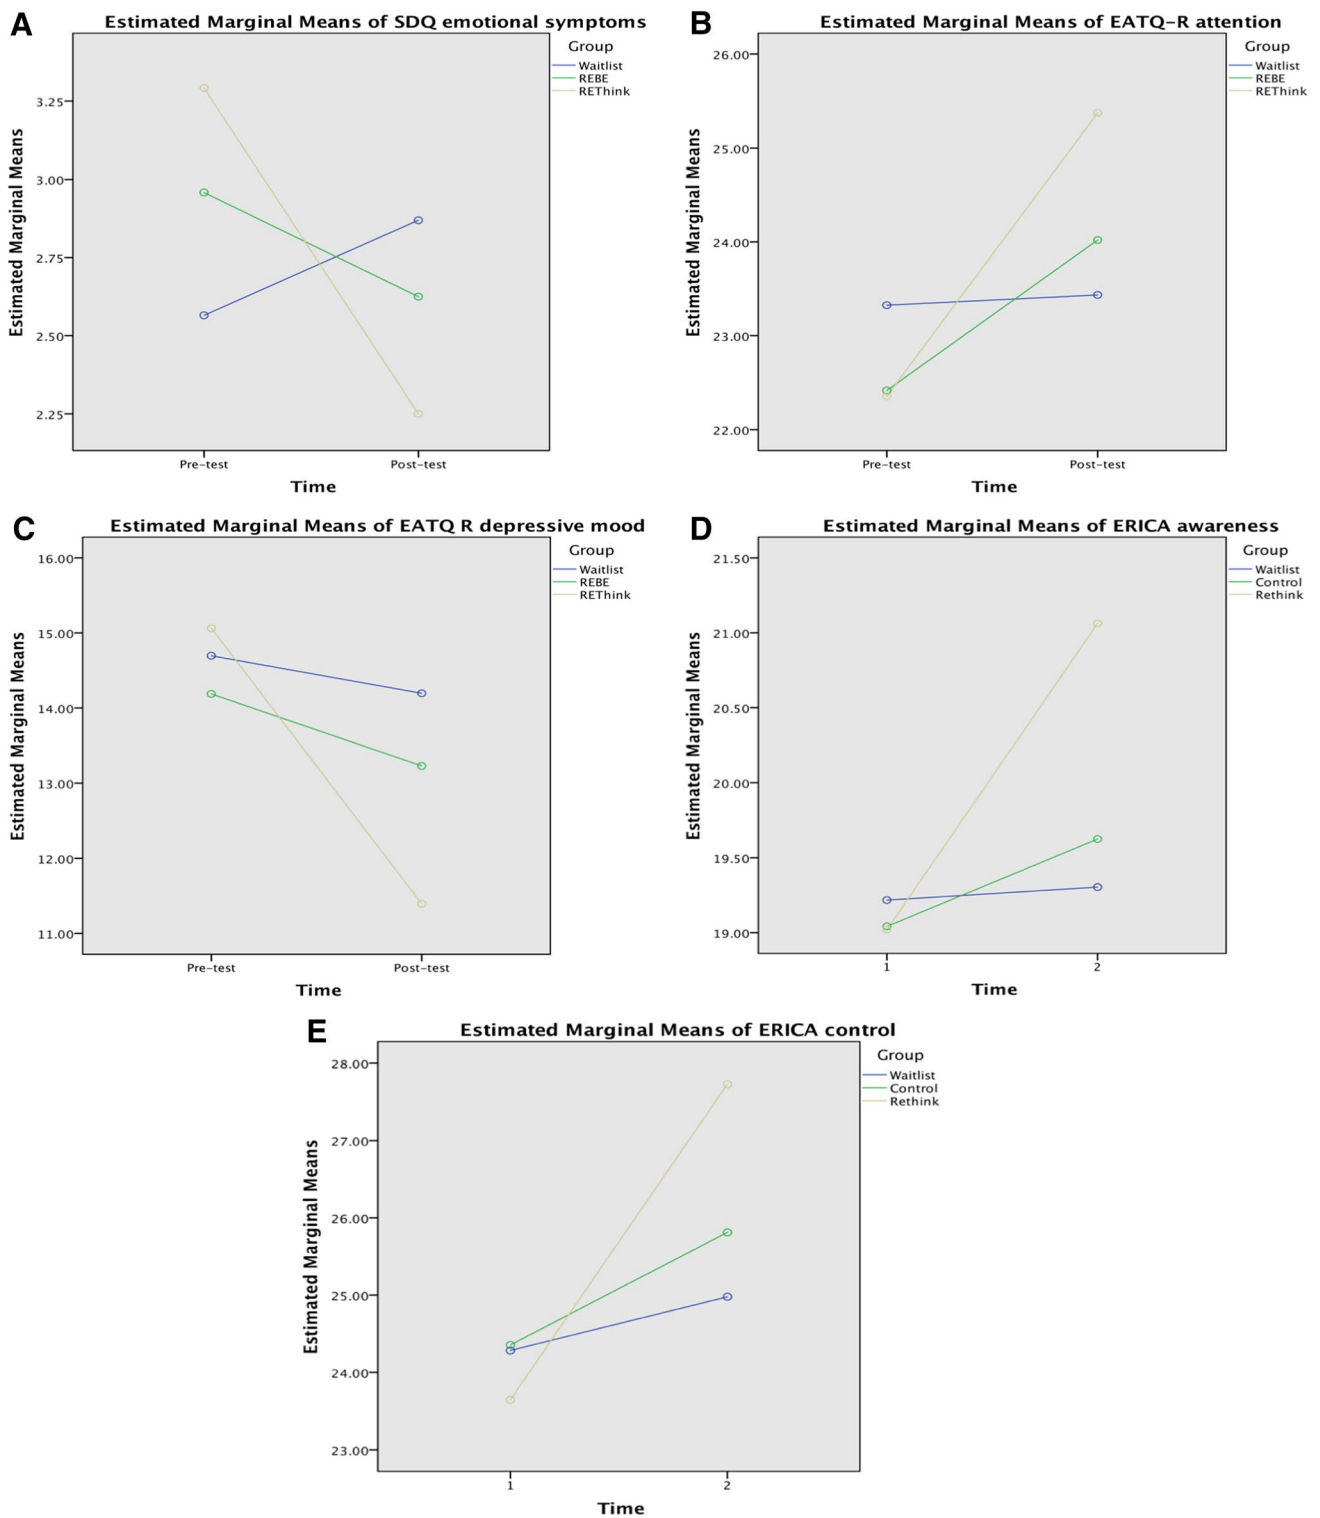 A
Estimated Marginal Means of SDQ emotional symptoms
Group
Waitlist
REBE
REThink
Estimated Marginal Means
3.25
3.00
2.75
2.50
2.25
Pre-test
Post-test
Time
B
Estimated Marginal Means of EATQ-R attention
Group
Waitlist
REBE
REThink
Estimated Marginal Means
26.00
25.00
24.00
23.00
22.00
Pre-test
Post-test
Time
C
Estimated Marginal Means of EATQ R depressive mood
Group
Waitlist
REBE
REThink
Estimated Marginal Means
16.00
15.00
14.00
13.00
12.00
11.00
Pre-test
Post-test
Time
D
Estimated Marginal Means of ERICA awareness
Group
Waitlist
Control
Rethink
Estimated Marginal Means
21.50
21.00
20.50
20.00
19.50
19.00
1
2
Time
E
Estimated Marginal Means of ERICA control
Group
Waitlist
Control
Rethink
Estimated Marginal Means
28.00
27.00
26.00
25.00
24.00
23.00
1
2
Time